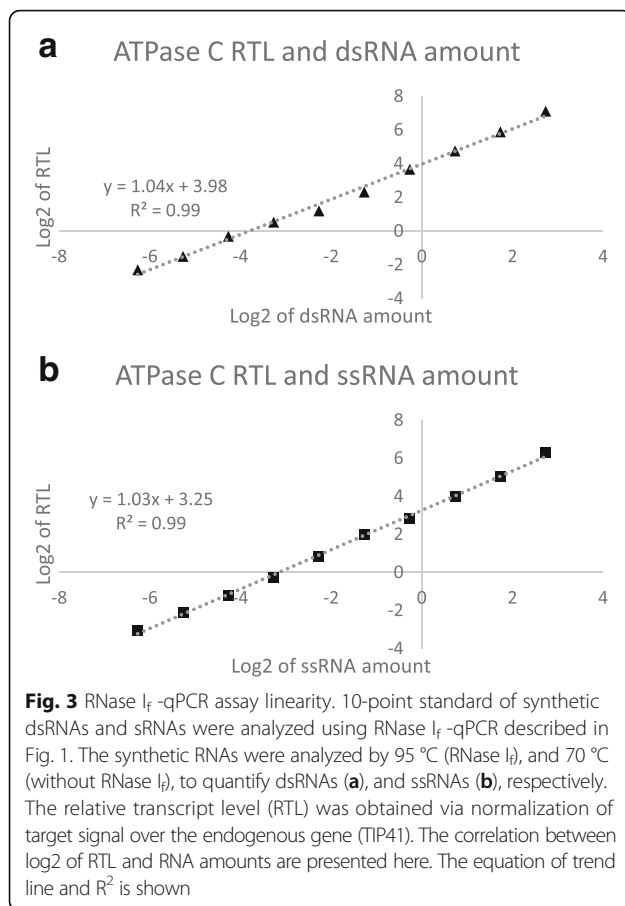 a
ATPase C RTL and dsRNA amount
8
6
4
2
0
-2
-4
-8
-6
-4
-2
0
2
4
y = 1.04x + 3.98
R² = 0.99
Log2 of RTL
Log2 of dsRNA amount
b
ATPase C RTL and ssRNA amount
8
6
4
2
0
-2
-4
-8
-6
-4
-2
0
2
4
y = 1.03x + 3.25
R² = 0.99
Log2 of RTL
Log2 of ssRNA amount
Fig. 3 RNase If -qPCR assay linearity. 10-point standard of synthetic
dsRNAs and sRNAs were analyzed using RNase If -qPCR described in
Fig. 1. The synthetic RNAs were analyzed by 95 °C (RNase If), and 70 °C
(without RNase If), to quantify dsRNAs (a), and ssRNAs (b), respectively.
The relative transcript level (RTL) was obtained via normalization of
target signal over the endogenous gene (TIP41). The correlation between
log2 of RTL and RNA amounts are presented here. The equation of trend
line and R² is shown